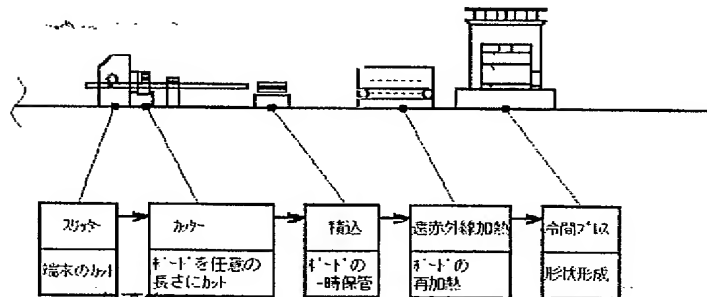 スリッター
カッター
積込
遠赤外線加熱
冷間プレス
端末のカット
ボードを任意の
長さにカット
ボードの
一時保管
ボードの
再加熱
形状形成